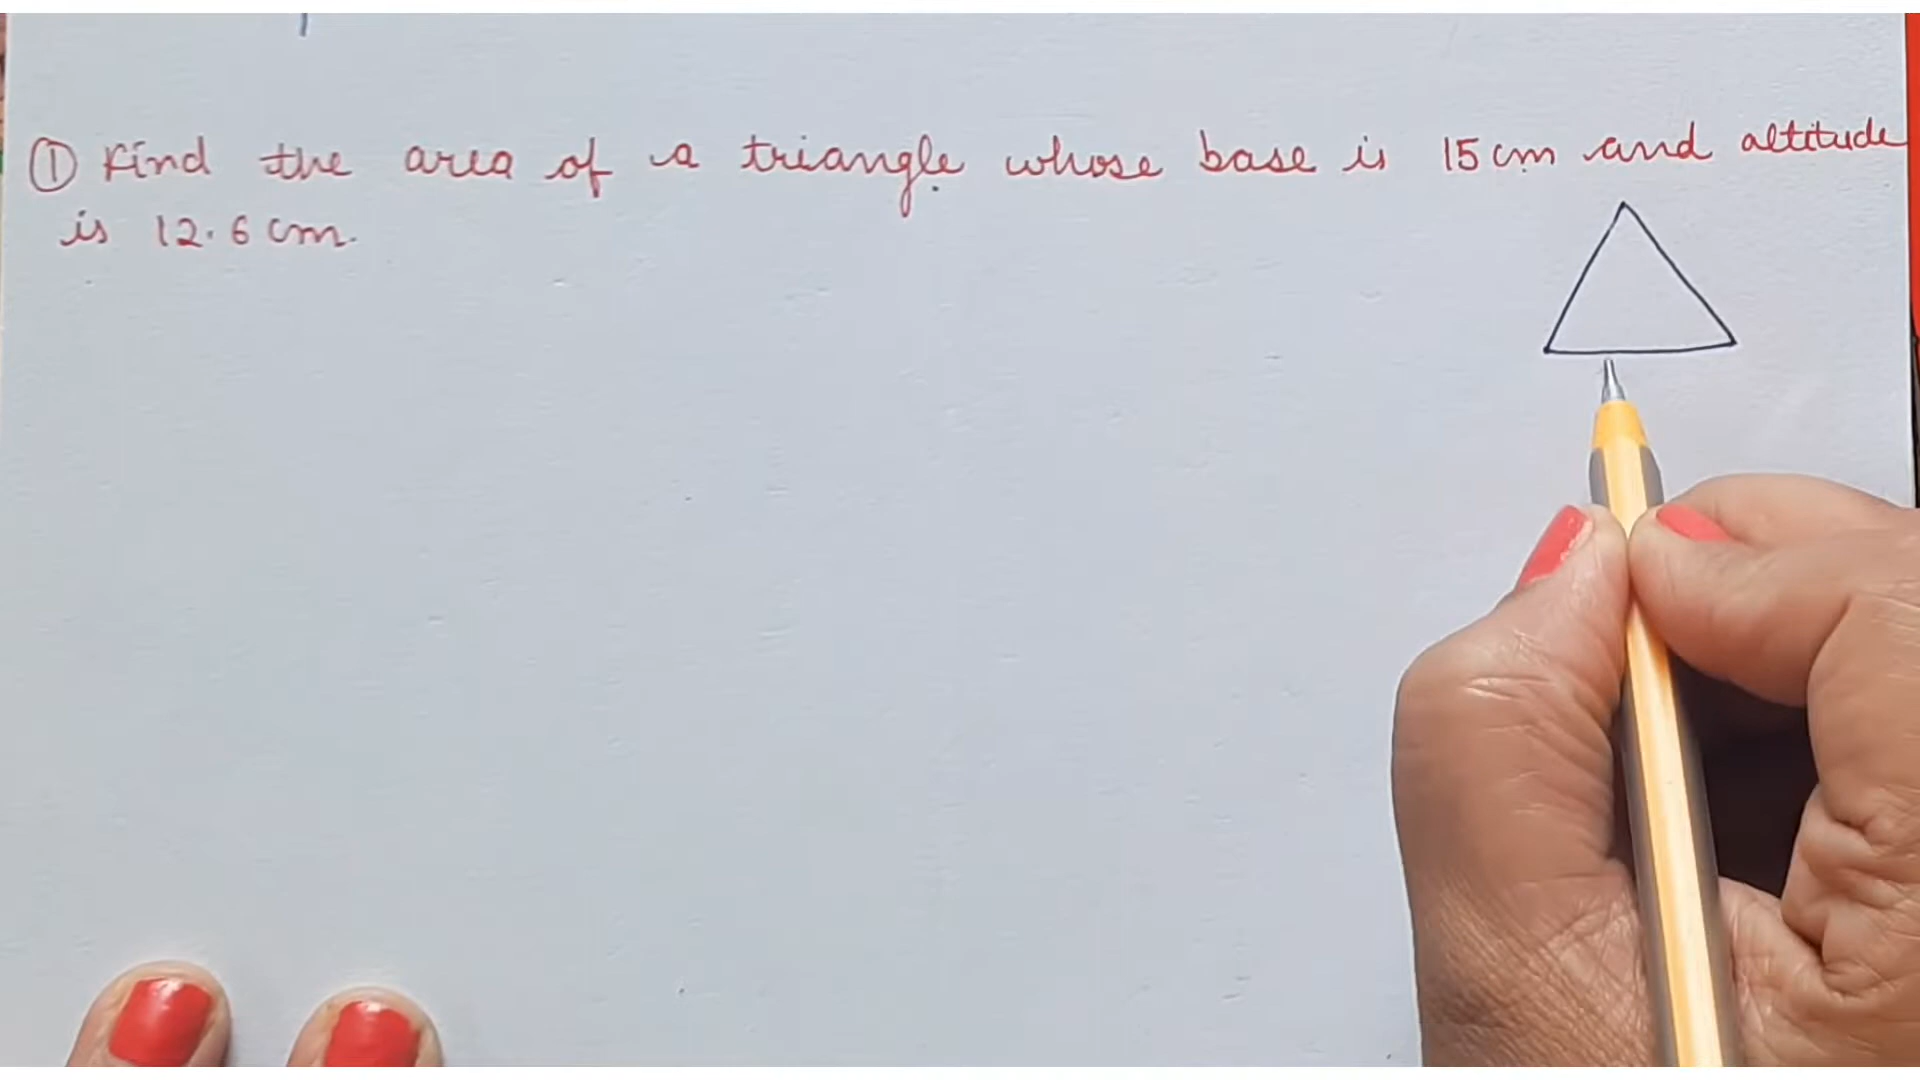 ① Find the area of a triangle whose base is 15 cm and altitude
is 12.6 cm.